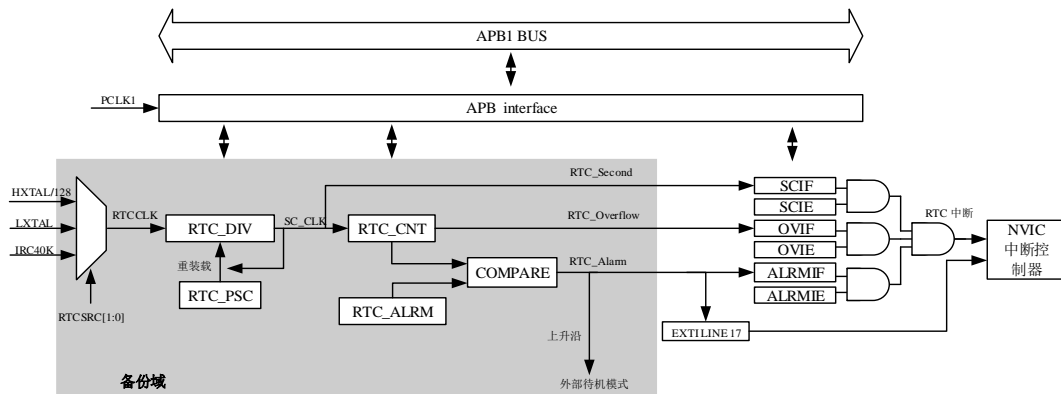 APB1 BUS
PCLK1
APB interface
HXTAL/128
LXTAL
IRC40K
RTCCLK
RTC_DIV
SC_CLK
RTC_CNT
RTC_Second
RTC_Overflow
RTC_Alarm
重装载
RTC_PSC
COMPARE
RTC_ALRM
RTCSRC[1:0]
SCIF
SCIE
OVIF
OVIE
ALRMIF
ALRMIE
RTC 中断
NVIC
中断控
制器
EXTI LINE 17
上升沿
外部待机模式
备份域